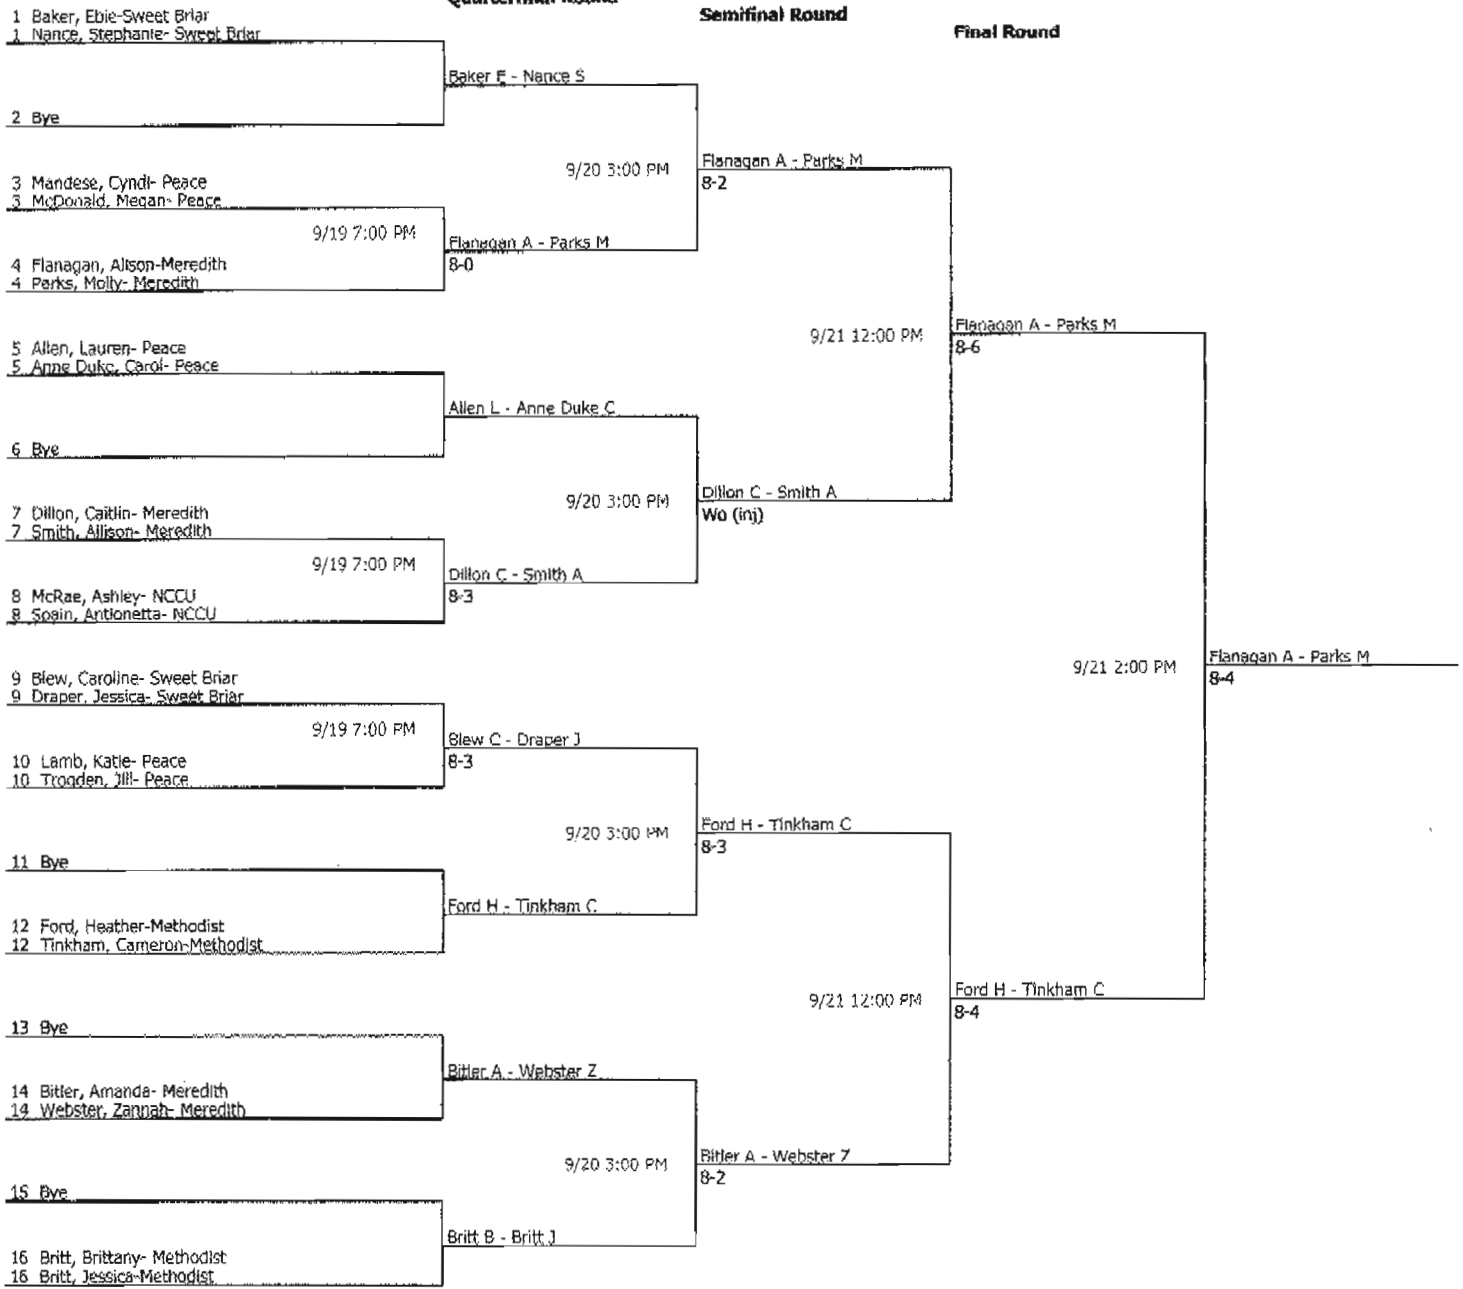 Quarterfinal Round
Semifinal Round
Final Round
1 Baker, Ebie-Sweet Briar
1 Nance, Stephanie- Sweet Briar
Baker E - Nance S
2 Bye
9/20 3:00 PM
Flanagan A - Parks M
8-2
3 Mandese, Cyndi- Peace
3 McDonald, Megan- Peace
9/19 7:00 PM
Flanagan A - Parks M
8-0
4 Flanagan, Alison-Meredith
4 Parks, Molly- Meredith
9/21 12:00 PM
Flanagan A - Parks M
8-6
5 Allen, Lauren- Peace
5 Anne Duke, Carol- Peace
Allen L - Anne Duke C
6 Bye
9/20 3:00 PM
Dillon C - Smith A
Wo (inj)
7 Dillon, Caitlin- Meredith
7 Smith, Allison- Meredith
9/19 7:00 PM
Dillon C - Smith A
8-3
8 McRae, Ashley- NCCU
8 Spain, Antionetta- NCCU
9/21 2:00 PM
Flanagan A - Parks M
8-4
9 Blew, Caroline- Sweet Briar
9 Draper, Jessica- Sweet Briar
9/19 7:00 PM
Blew C - Draper J
8-3
10 Lamb, Katie- Peace
10 Trogden, Jill- Peace
9/20 3:00 PM
Ford H - Tinkham C
8-3
11 Bye
Ford H - Tinkham C
12 Ford, Heather-Methodist
12 Tinkham, Cameron-Methodist
9/21 12:00 PM
Ford H - Tinkham C
8-4
13 Bye
Bitler A - Webster Z
14 Bitler, Amanda- Meredith
14 Webster, Zannah- Meredith
9/20 3:00 PM
Bitler A - Webster Z
8-2
15 Bye
Britt B - Britt J
16 Britt, Brittany- Methodist
16 Britt, Jessica-Methodist